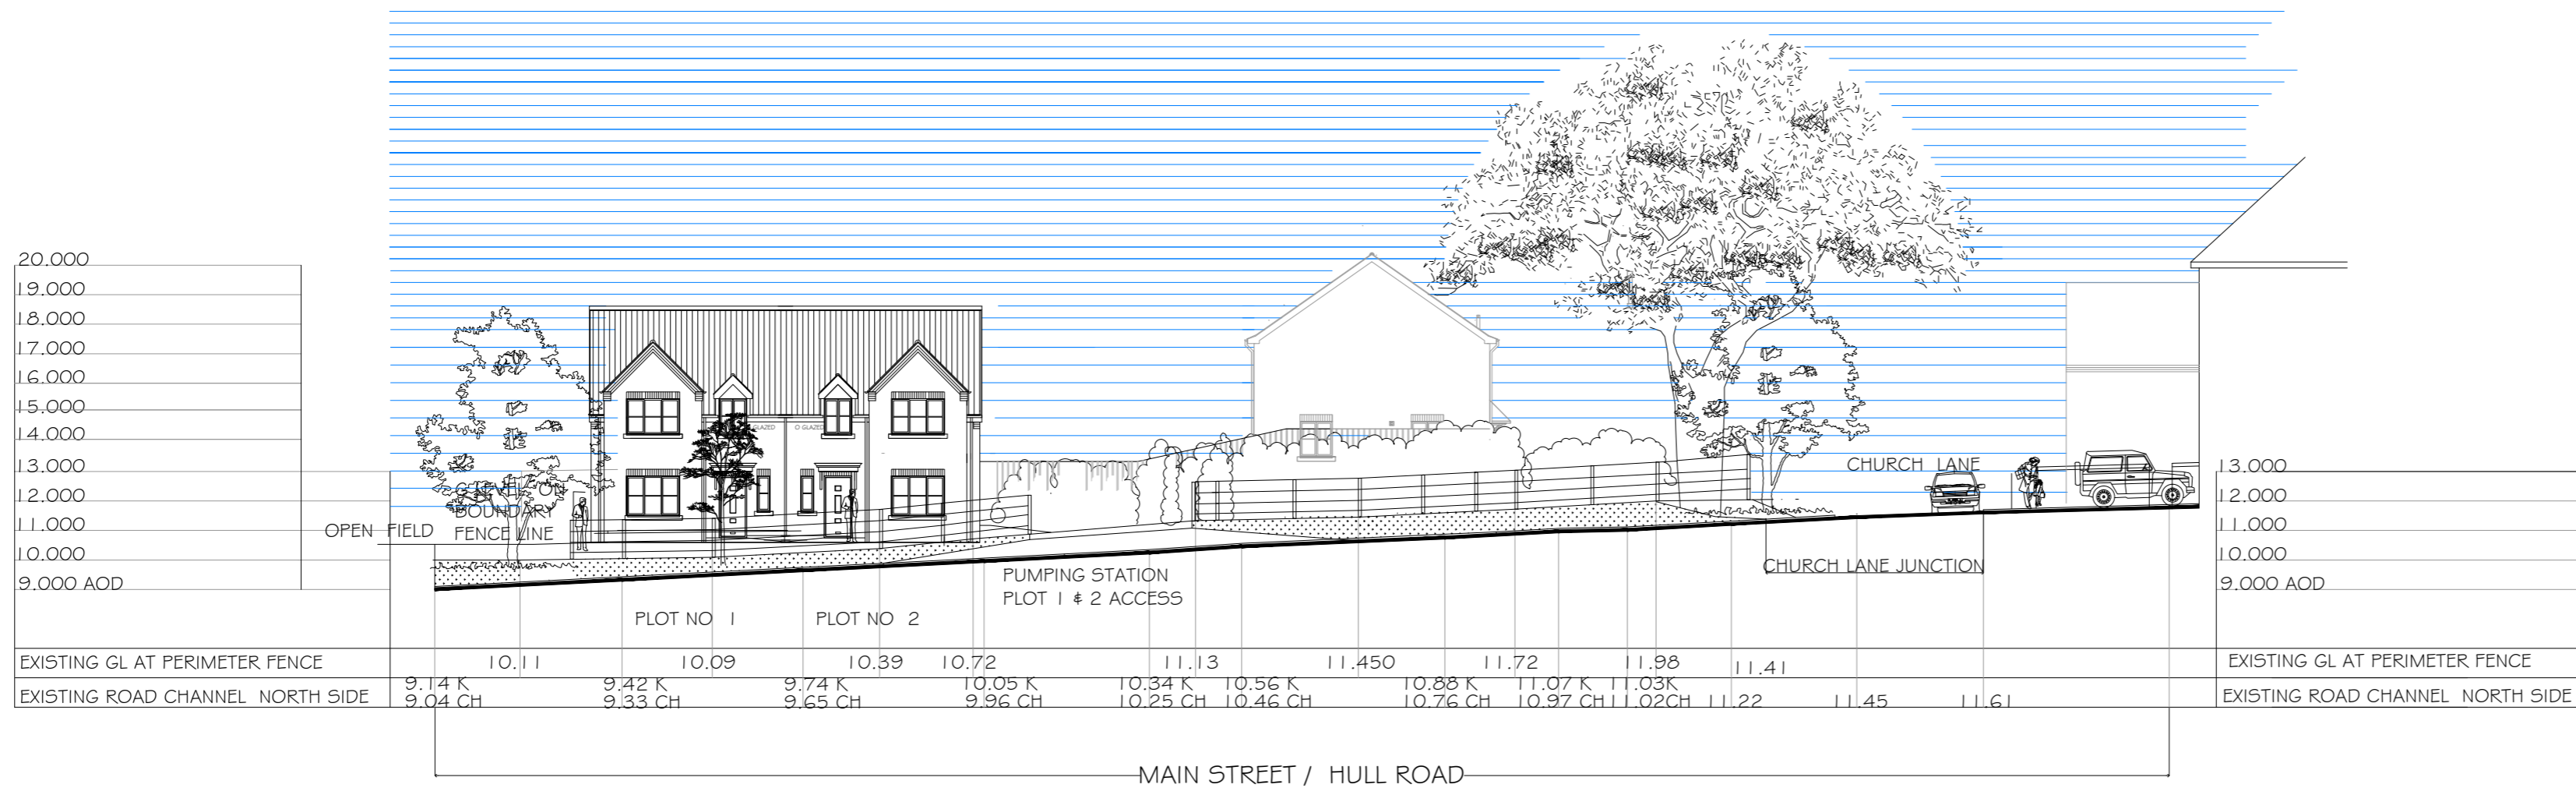 20.000
19.000
18.000
17.000
16.000
15.000
14.000
13.000
12.000
11.000
10.000
9.000 AOD
OPEN FIELD
BOUNDARY
FENCE LINE
GLAZED
O GLAZED
CHURCH LANE
13.000
12.000
11.000
10.000
9.000 AOD
CHURCH LANE JUNCTION
PUMPING STATION
PLOT 1 & 2 ACCESS
PLOT NO 1
PLOT NO 2
EXISTING GL AT PERIMETER FENCE 10.11 10.09 10.39 10.72 11.13 11.450 11.72 11.98 11.41 EXISTING GL AT PERIMETER FENCE
9.14 K 9.42 K 9.74 K 10.05 K 10.34 K 10.56 K 10.88 K 11.07 K 11.03K
EXISTING ROAD CHANNEL NORTH SIDE 9.04 CH 9.33 CH 9.65 CH 9.96 CH 10.25 CH 10.46 CH 10.76 CH 10.97 CH 11.02CH 11.22 11.45 11.61 EXISTING ROAD CHANNEL NORTH SIDE
MAIN STREET / HULL ROAD